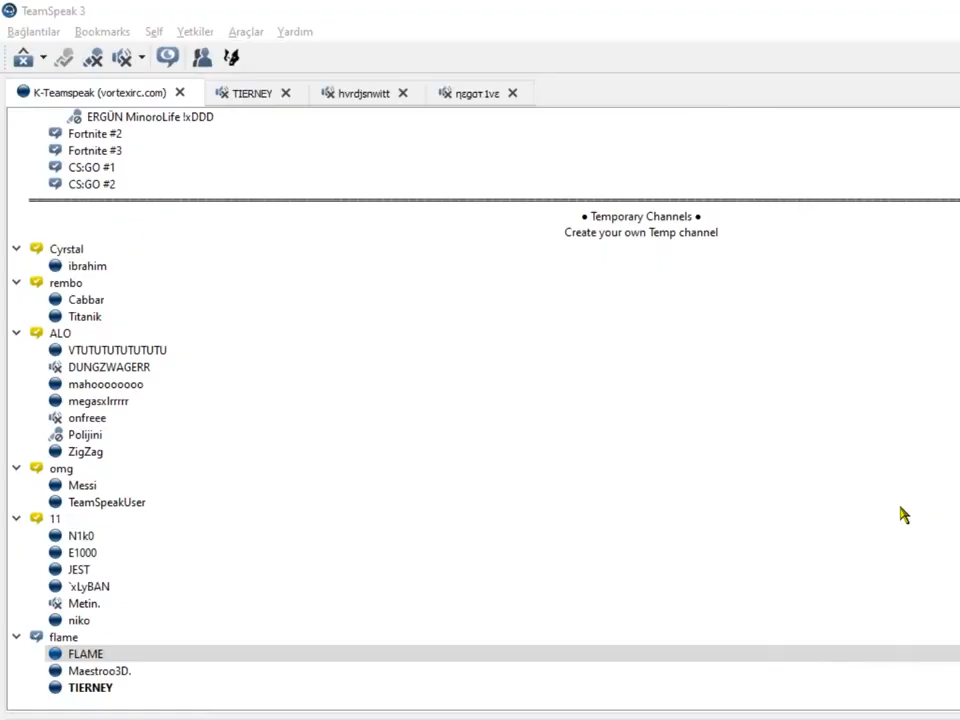 TeamSpeak 3
Bağlantılar Bookmarks Self Yetkiler Araçlar Yardım
K-Teamspeak (vortexirc.com) TIERNEY hvrdjsnwitt ηεgατ1νε
ERGÜN MinoroLife !xDDD
Fortnite #2
Fortnite #3
CS:GO #1
CS:GO #2
● Temporary Channels ●
Create your own Temp channel
Cyrstal
ibrahim
rembo
Cabbar
Titanik
ALO
VTUTUTUTUTUTUTU
DUNGZWAGERR
mahoooooooo
megasxlrrrrr
onfreee
Polijini
ZigZag
omg
Messi
TeamSpeakUser
11
N1k0
E1000
JEST
`xLyBAN
Metin.
niko
flame
FLAME
Maestroo3D.
TIERNEY